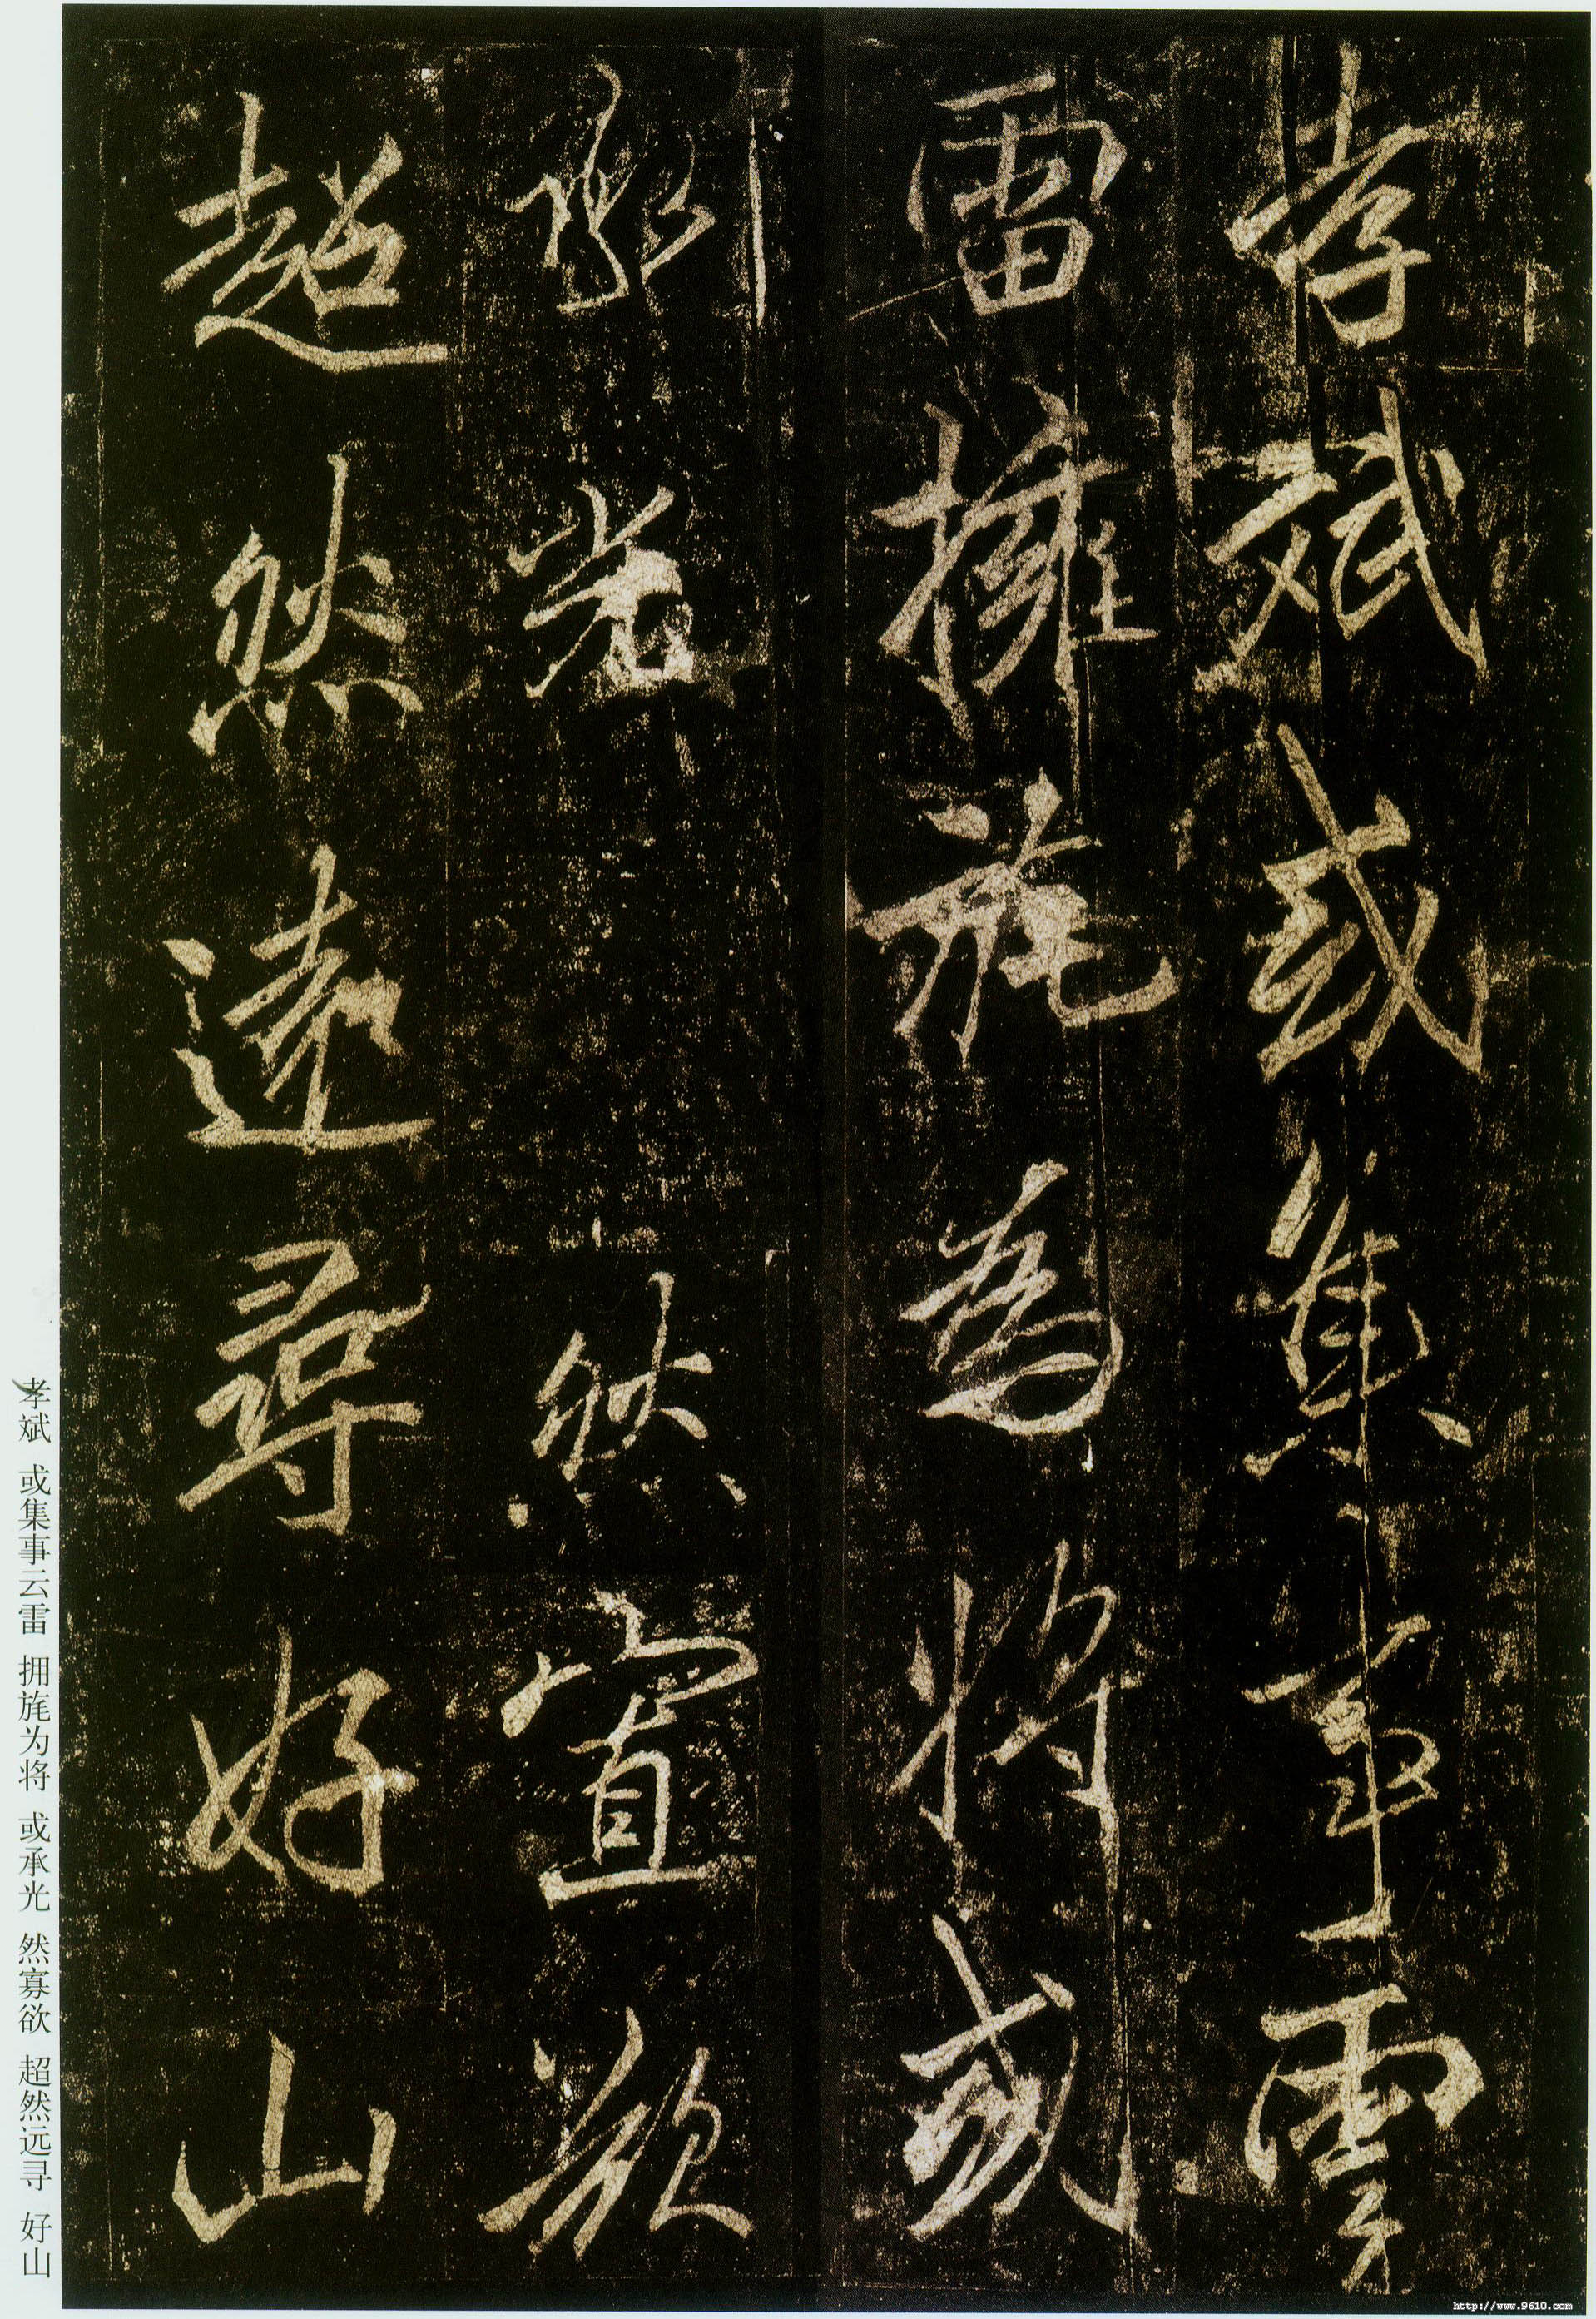 孝斌或集事雲
雷擁旄為將或
承光然寡欲
超然遠尋好山
孝斌 或集事云雷 拥旄为将 或承光 然寡欲 超然远寻 好山
http://www.9610.com